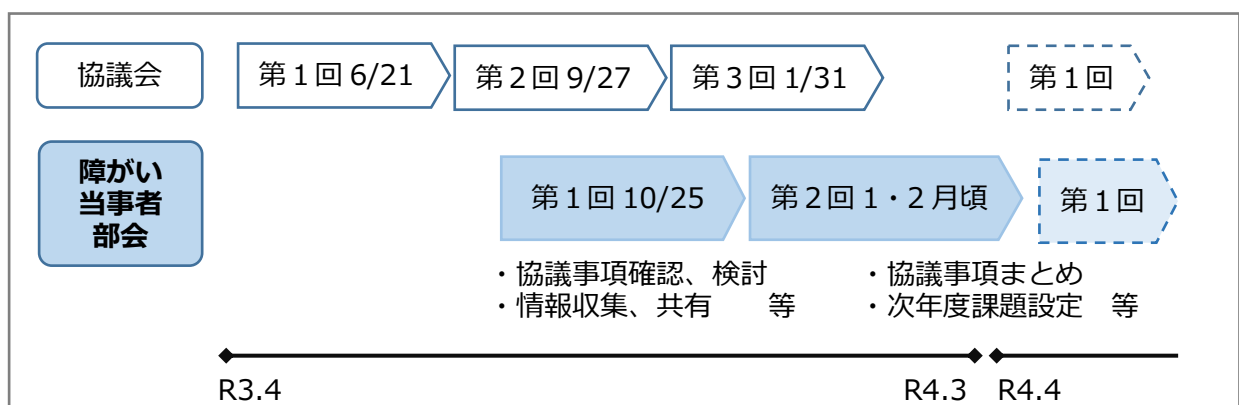 協議会
第１回 6/21
第２回 9/27
第３回 1/31
第１回
障がい
当事者
部会
第１回 10/25
第２回 １・２月頃
第１回
・協議事項確認、検討
・情報収集、共有　　等
・協議事項まとめ
・次年度課題設定　等
R3.4
R4.3
R4.4